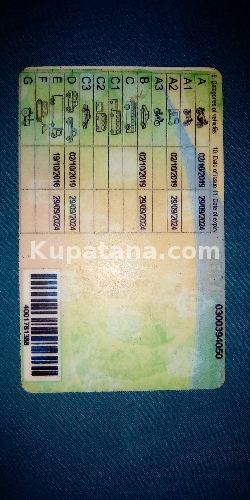 0300394050
9. Categories of vehicle 10. Date of issue 11. Date of expiry
A 02/10/2019 29/09/2024
A1
A2 02/10/2019 29/09/2024
A3
B 02/10/2019 29/09/2024
C
C1
C2
C3
D 02/10/2019 29/09/2024
E 19/10/2016 29/09/2024
F
G
4001751388
Kupatana.com